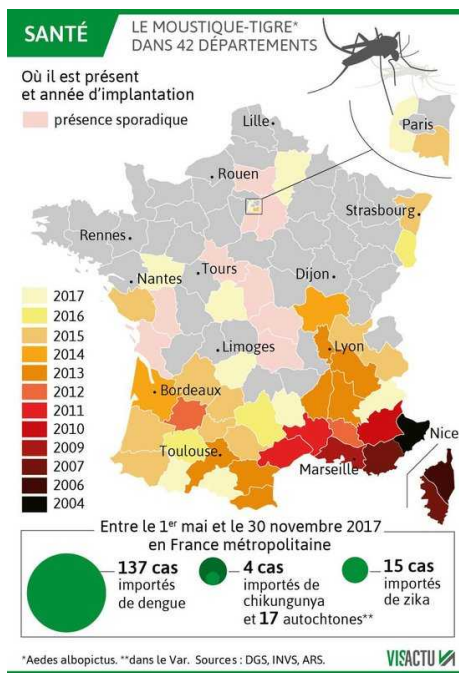 SANTÉ
LE MOUSTIQUE-TIGRE*
DANS 42 DÉPARTEMENTS
Où il est présent
et année d'implantation
présence sporadique
Lille
Paris
Rouen
Strasbourg
Rennes
Nantes
Tours
Dijon
2017
2016
2015
2014
2013
2012
2011
2010
2009
2007
2006
2004
Limoges
Lyon
Bordeaux
Toulouse
Marseille
Nice
Entre le 1er mai et le 30 novembre 2017
en France métropolitaine
137 cas
importés
de dengue
4 cas
importés de
chikungunya
et 17 autochtones**
15 cas
importés
de zika
*Aedes albopictus. **dans le Var. Sources : DGS, INVS, ARS.
VISACTU